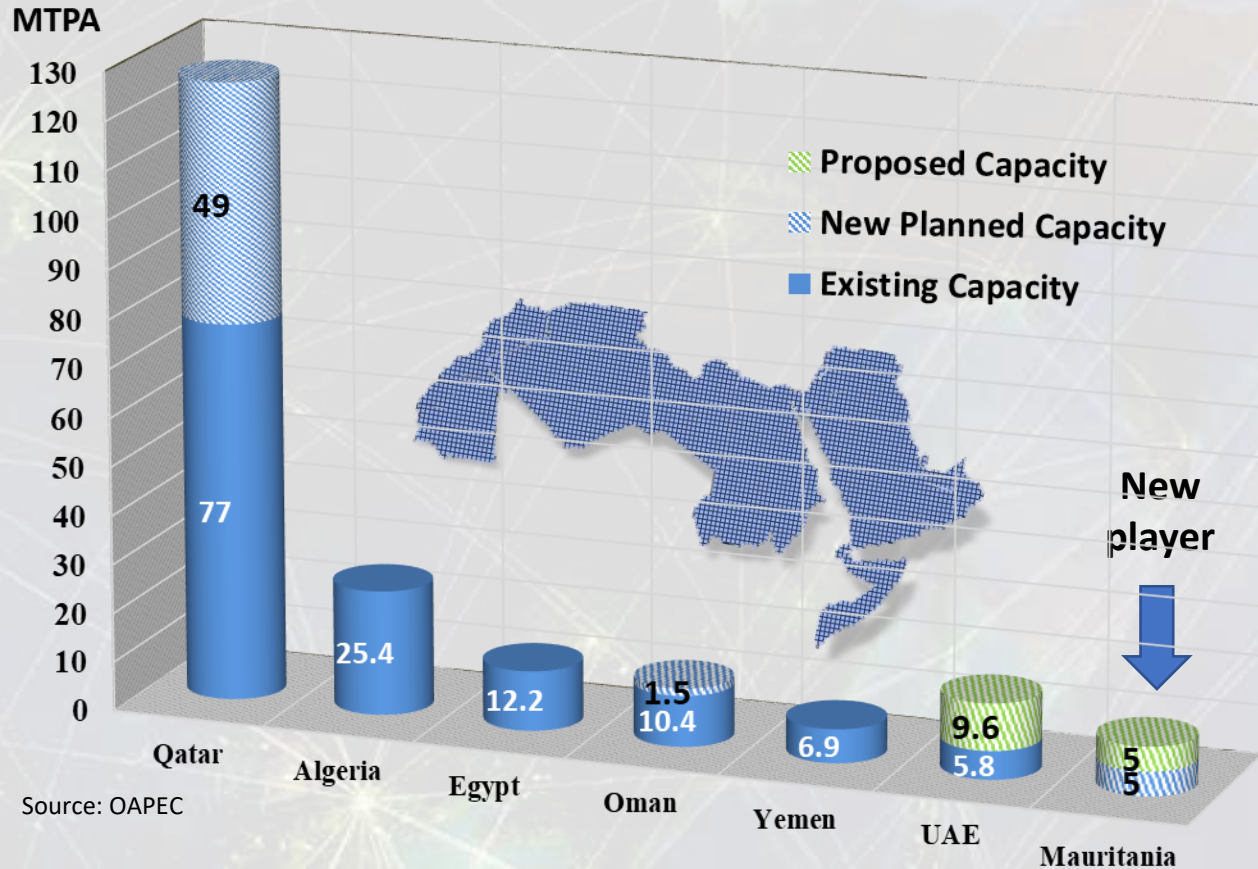 MTPA
130
120
110
100
90
80
70
60
50
40
30
20
10
0
49
77
25.4
12.2
1.5
10.4
6.9
9.6
5.8
5
5
Proposed Capacity
New Planned Capacity
Existing Capacity
New
player
Qatar
Algeria
Egypt
Oman
Yemen
UAE
Mauritania
Source: OAPEC